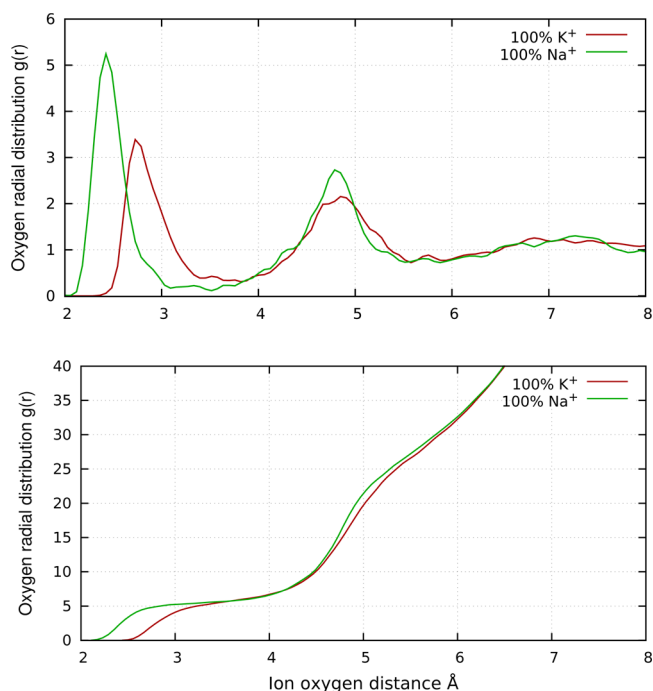 Oxygen radial distribution g(r)
6
5
4
3
2
1
0
100% K+
100% Na+
2 3 4 5 6 7 8
Oxygen radial distribution g(r)
40
35
30
25
20
15
10
5
0
100% K+
100% Na+
2 3 4 5 6 7 8
Ion oxygen distance Å